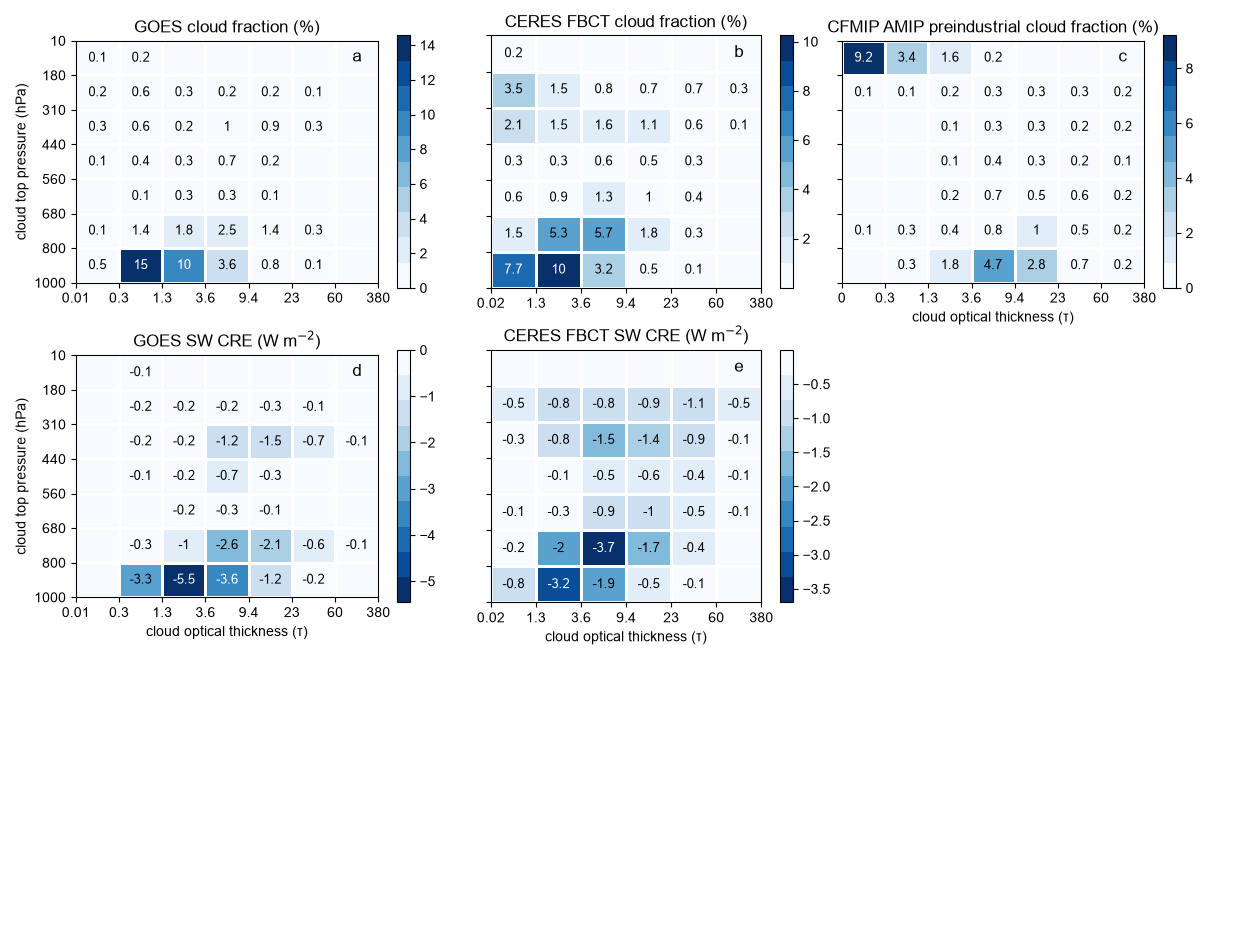 GOES cloud fraction (%)
a
cloud top pressure (hPa)
10
180
310
440
560
680
800
1000
0.1 0.2
0.2 0.6 0.3 0.2 0.2 0.1
0.3 0.6 0.2 1 0.9 0.3
0.1 0.4 0.3 0.7 0.2
0.1 0.3 0.3 0.1
0.1 1.4 1.8 2.5 1.4 0.3
0.5 15 10 3.6 0.8 0.1
0.01 0.3 1.3 3.6 9.4 23 60 380
14
12
10
8
6
4
2
0
CERES FBCT cloud fraction (%)
b
0.2
3.5 1.5 0.8 0.7 0.7 0.3
2.1 1.5 1.6 1.1 0.6 0.1
0.3 0.3 0.6 0.5 0.3
0.6 0.9 1.3 1 0.4
1.5 5.3 5.7 1.8 0.3
7.7 10 3.2 0.5 0.1
0.02 1.3 3.6 9.4 23 60 380
10
8
6
4
2
CFMIP AMIP preindustrial cloud fraction (%)
c
9.2 3.4 1.6 0.2
0.1 0.1 0.2 0.3 0.3 0.3 0.2
0.1 0.3 0.3 0.2 0.2
0.1 0.4 0.3 0.2 0.1
0.2 0.7 0.5 0.6 0.2
0.1 0.3 0.4 0.8 1 0.5 0.2
0.3 1.8 4.7 2.8 0.7 0.2
0 0.3 1.3 3.6 9.4 23 60 380
cloud optical thickness (τ)
8
6
4
2
0
GOES SW CRE (W m⁻²)
d
cloud top pressure (hPa)
10
180
310
440
560
680
800
1000
-0.1
-0.2 -0.2 -0.2 -0.3 -0.1
-0.2 -0.2 -1.2 -1.5 -0.7 -0.1
-0.1 -0.2 -0.7 -0.3
-0.2 -0.3 -0.1
-0.3 -1 -2.6 -2.1 -0.6 -0.1
-3.3 -5.5 -3.6 -1.2 -0.2
0.01 0.3 1.3 3.6 9.4 23 60 380
cloud optical thickness (τ)
0
−1
−2
−3
−4
−5
CERES FBCT SW CRE (W m⁻²)
e
-0.5 -0.8 -0.8 -0.9 -1.1 -0.5
-0.3 -0.8 -1.5 -1.4 -0.9 -0.1
-0.1 -0.5 -0.6 -0.4 -0.1
-0.1 -0.3 -0.9 -1 -0.5 -0.1
-0.2 -2 -3.7 -1.7 -0.4
-0.8 -3.2 -1.9 -0.5 -0.1
0.02 1.3 3.6 9.4 23 60 380
cloud optical thickness (τ)
−0.5
−1.0
−1.5
−2.0
−2.5
−3.0
−3.5